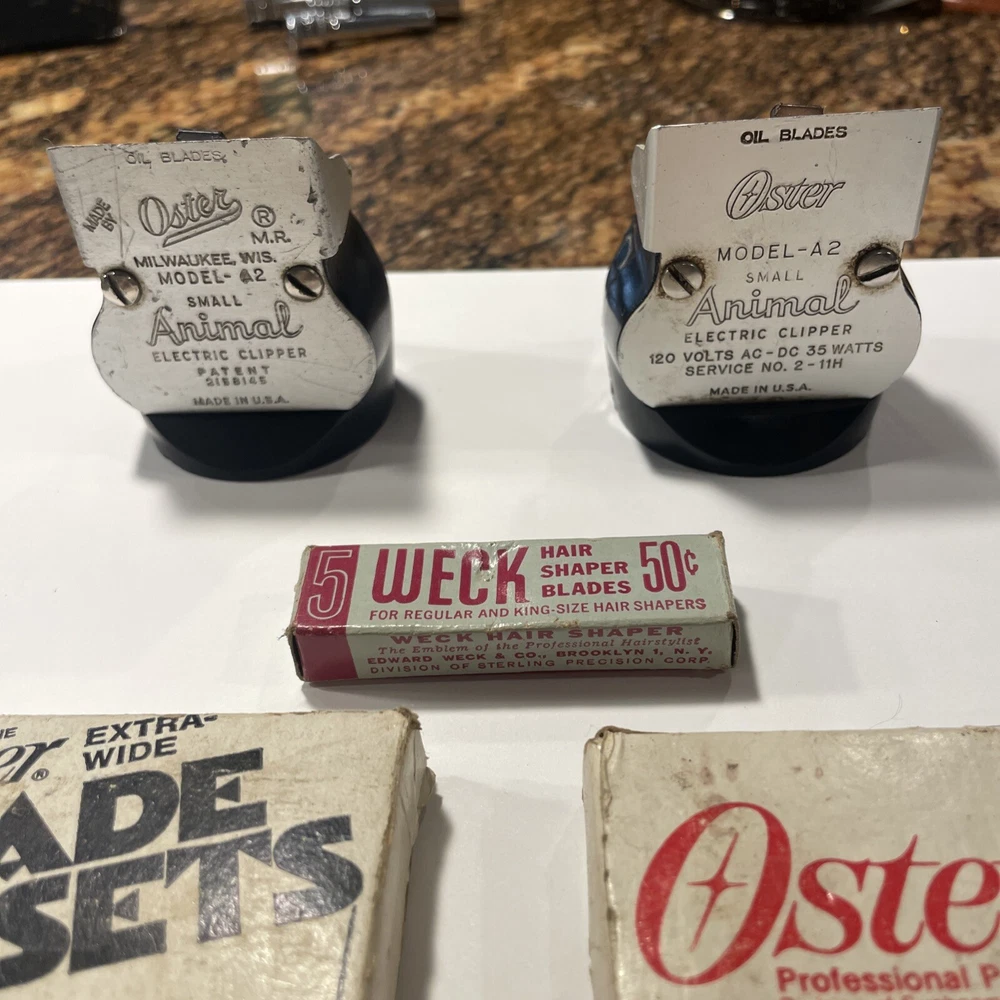 OIL BLADES
MADE BY
Oster ®
M.R.
MILWAUKEE, WIS.
MODEL- A2
SMALL
Animal
ELECTRIC CLIPPER
PATENT
2158145
MADE IN U.S.A.
OIL BLADES
Oster
MODEL-A2
SMALL
Animal
ELECTRIC CLIPPER
120 VOLTS AC-DC 35 WATTS
SERVICE NO. 2-11H
MADE IN U.S.A.
5 WECK HAIR SHAPER BLADES 50¢
FOR REGULAR AND KING-SIZE HAIR SHAPERS
WECK HAIR SHAPER
The Emblem of the Professional Hairstylist
EDWARD WECK & CO., BROOKLYN 1, N. Y.
DIVISION OF STERLING PRECISION CORP.
EXTRA-
WIDE
ADE
SETS
Oste
Professional P